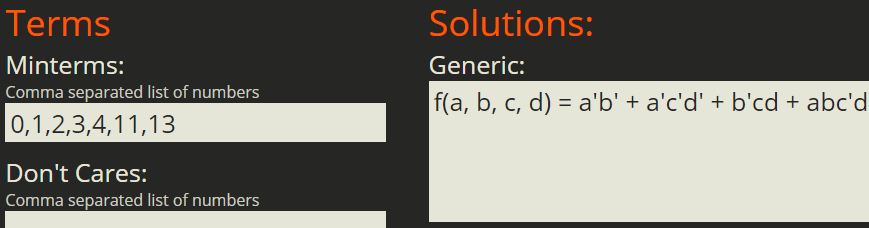 Terms
Minterms:
Comma separated list of numbers
0,1,2,3,4,11,13
Don't Cares:
Comma separated list of numbers
Solutions:
Generic:
f(a, b, c, d) = a'b' + a'c'd' + b'cd + abc'd